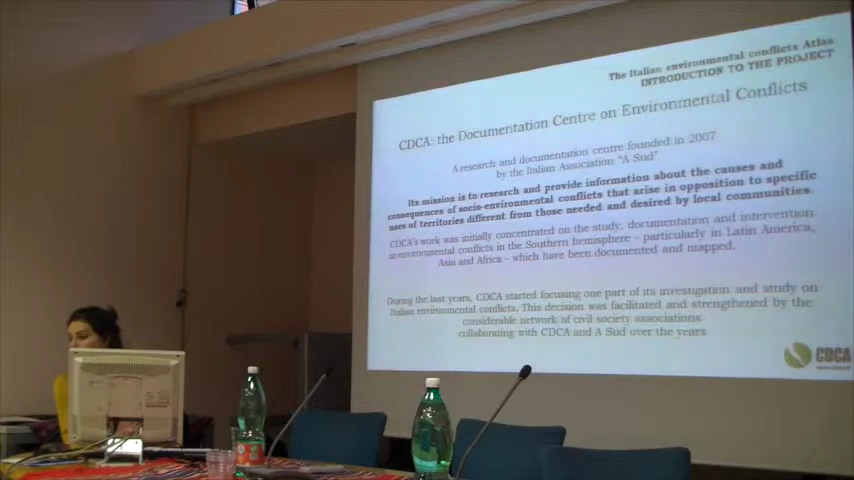 The Italian environmental conflicts Atlas
INTRODUCTION TO THE PROJECT
CDCA: the Documentation Centre on Environmental Conflicts
A research and documentation centre founded in 2007
by the Italian Association "A Sud"
Its mission is to research and provide information about the causes and
consequences of socio-environmental conflicts that arise in opposition to specific
uses of territories different from those needed and desired by local communities.
CDCA's work was initially concentrated on the study, documentation and intervention
in environmental conflicts in the Southern hemisphere – particularly in Latin America,
Asia and Africa – which have been documented and mapped.
During the last years, CDCA started focusing one part of its investigation and study on
Italian environmental conflicts. This decision was facilitated and strengthened by the
considerable network of civil society associations
collaborating with CDCA and A Sud over the years
CDCA